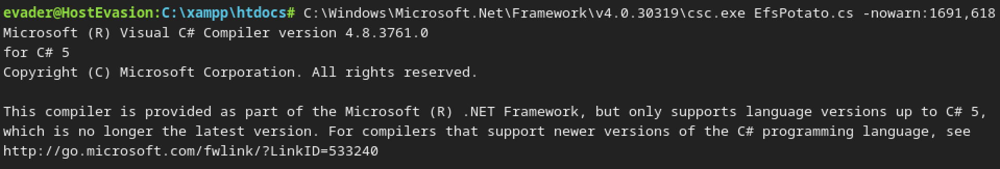 evader@HostEvasion:C:\xampp\htdocs# C:\Windows\Microsoft.Net\Framework\v4.0.30319\csc.exe EfsPotato.cs -nowarn:1691,618
Microsoft (R) Visual C# Compiler version 4.8.3761.0
for C# 5
Copyright (C) Microsoft Corporation. All rights reserved.
This compiler is provided as part of the Microsoft (R) .NET Framework, but only supports language versions up to C# 5,
which is no longer the latest version. For compilers that support newer versions of the C# programming language, see
http://go.microsoft.com/fwlink/?LinkID=533240